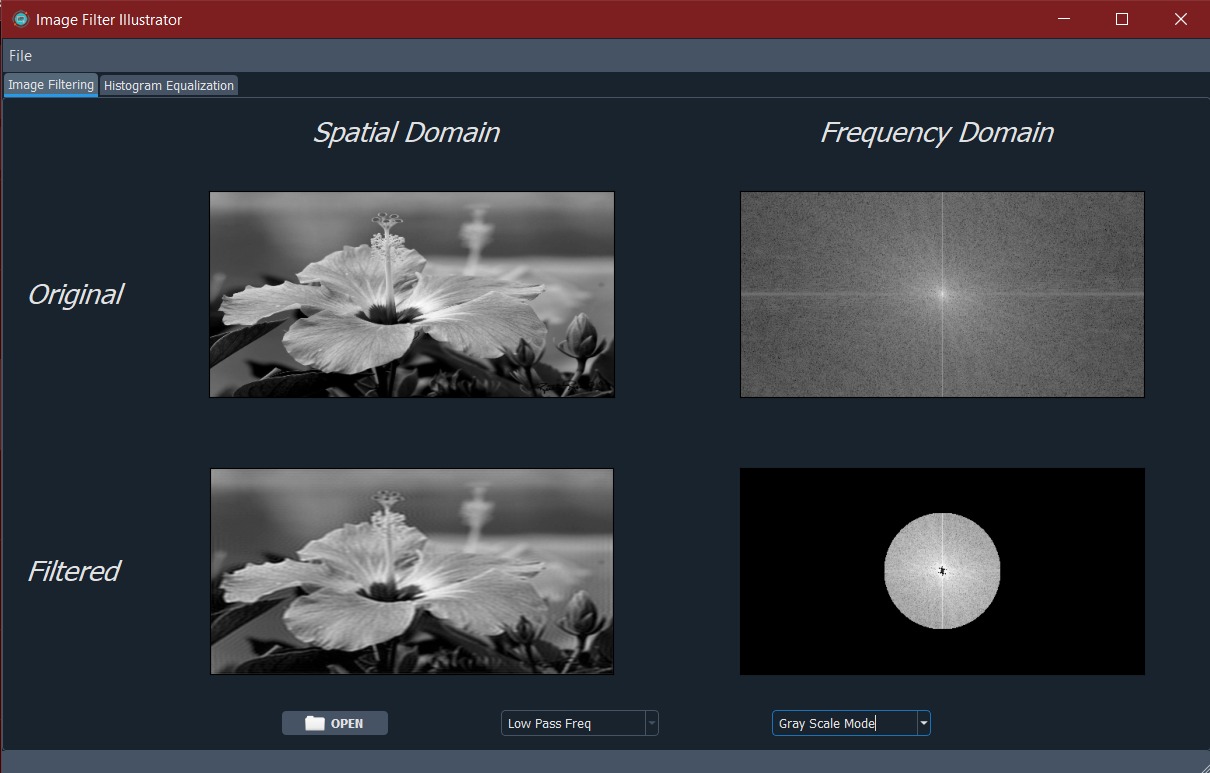 Image Filter Illustrator
File
Image Filtering
Histogram Equalization
Spatial Domain
Frequency Domain
Original
Filtered
OPEN
Low Pass Freq
Gray Scale Mode